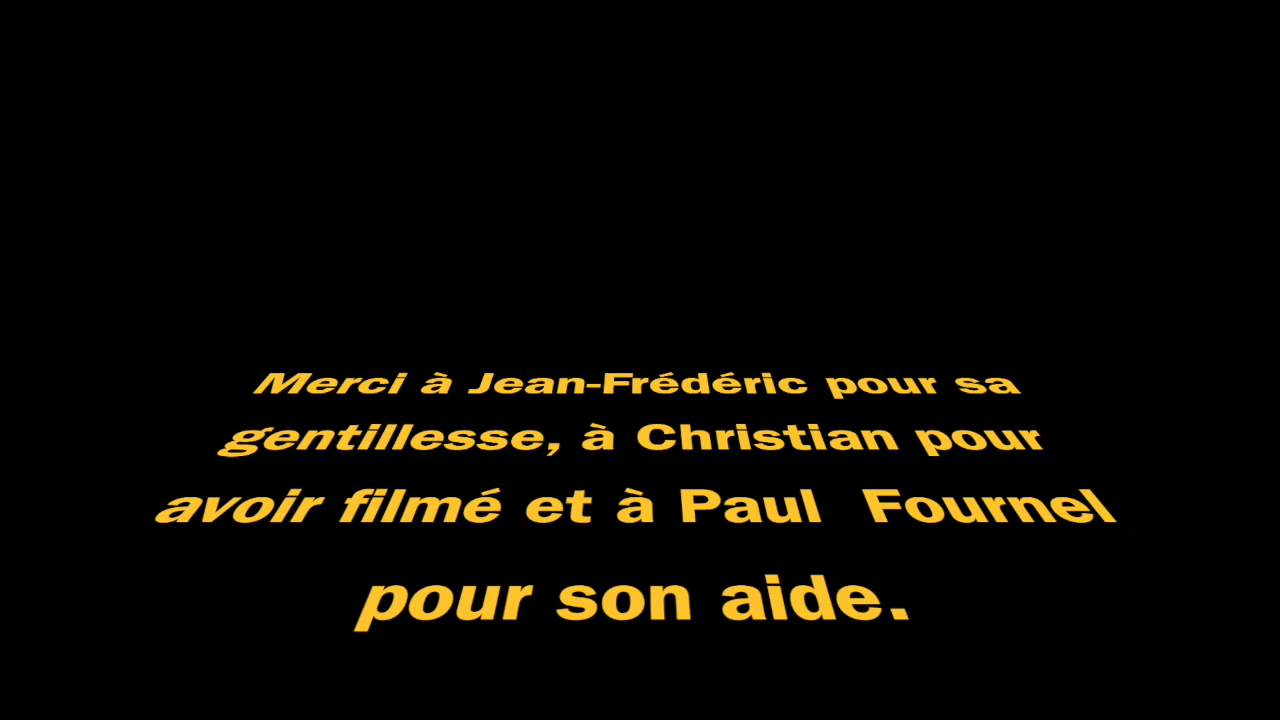 Merci à Jean-Frédéric pour sa
gentillesse, à Christian pour
avoir filmé et à Paul  Fournel
pour son aide.